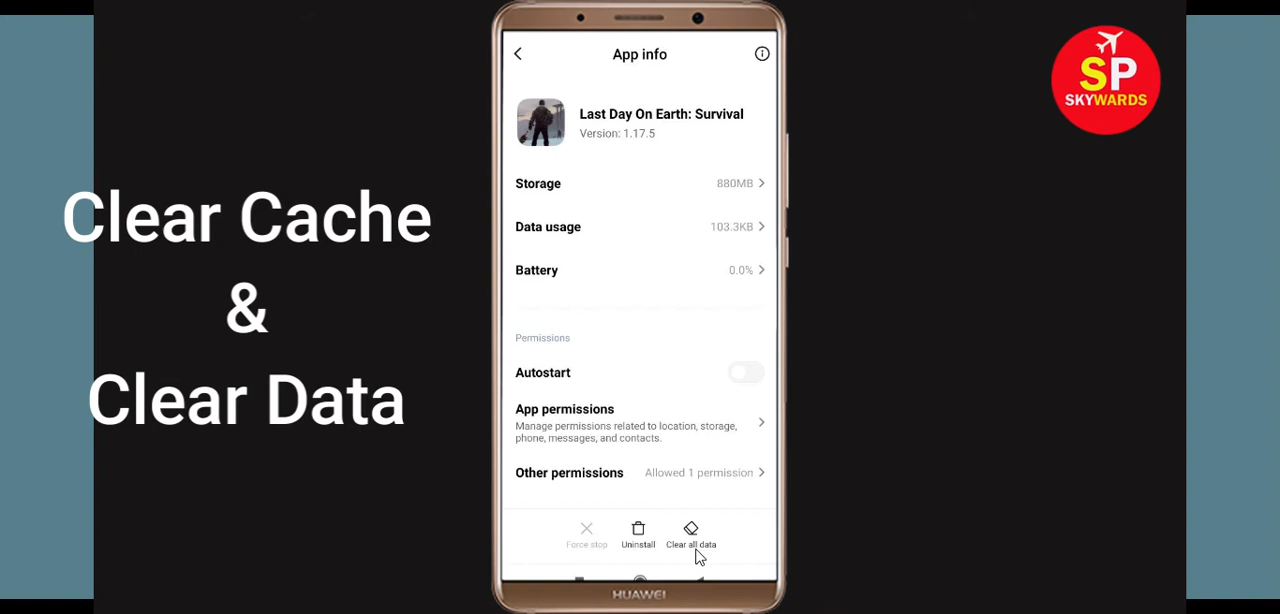 Clear Cache
&
Clear Data
App info
Last Day On Earth: Survival
Version: 1.17.5
Storage 880MB
Data usage 103.3KB
Battery 0.0%
Permissions
Autostart
App permissions
Manage permissions related to location, storage,
phone, messages, and contacts.
Other permissions Allowed 1 permission
Force stop Uninstall Clear all data
HUAWEI
SP
SKYWARDS